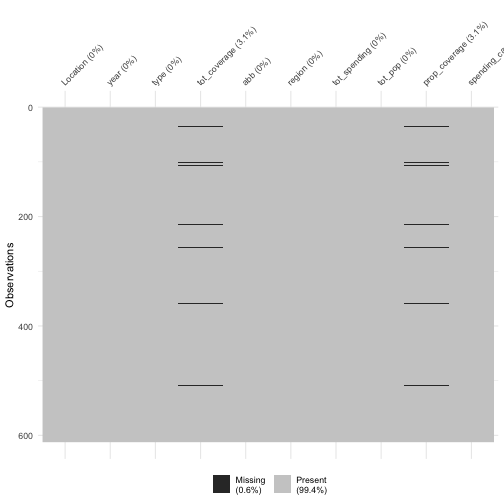 Location (0%)
year (0%)
type (0%)
tot_coverage (3.1%)
abb (0%)
region (0%)
tot_spending (0%)
tot_pop (0%)
prop_coverage (3.1%)
spending_ca
0
200
400
600
Observations
Missing
(0.6%)
Present
(99.4%)